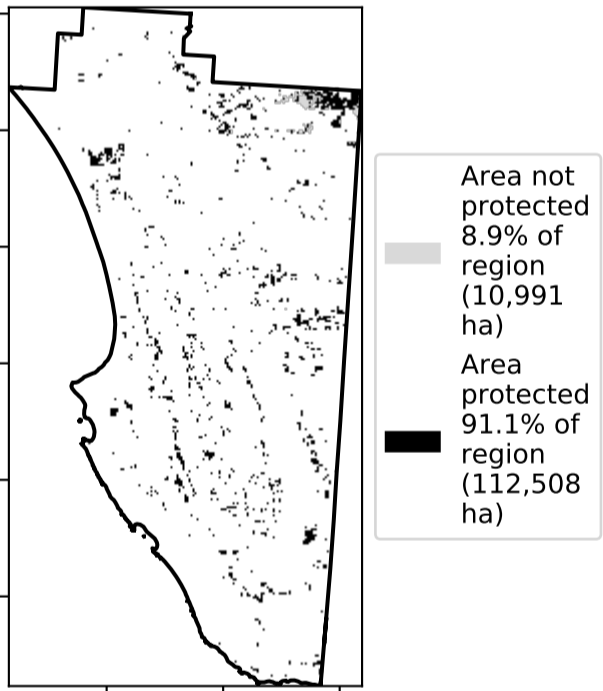 Area not
protected
8.9% of
region
(10,991
ha)
Area
protected
91.1% of
region
(112,508
ha)